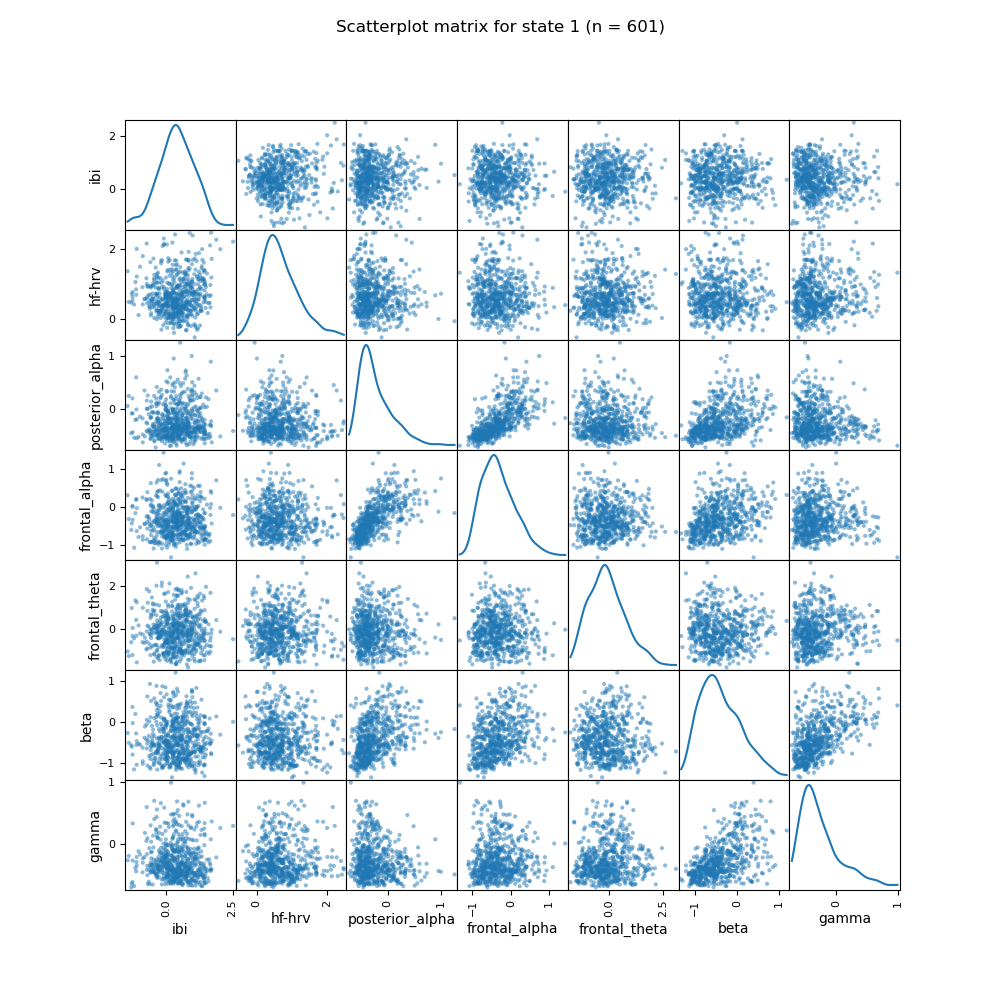 Scatterplot matrix for state 1 (n = 601)
ibi
2
0
hf-hrv
2
0
posterior_alpha
1
0
frontal_alpha
1
0
−1
frontal_theta
2
0
beta
1
0
−1
gamma
1
0
0.0
2.5
0
2
0
1
−1
0
1
0.0
2.5
−1
0
1
0
1
ibi
hf-hrv
posterior_alpha
frontal_alpha
frontal_theta
beta
gamma